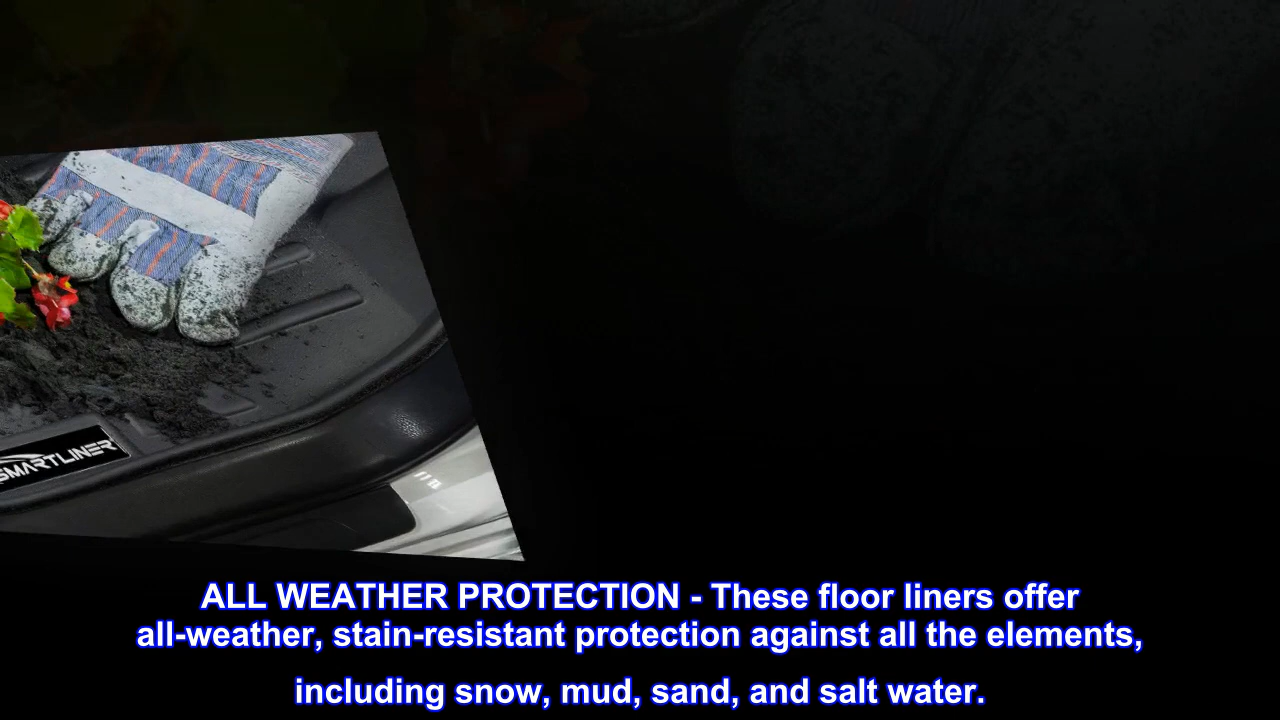 SMARTLINER
ALL WEATHER PROTECTION - These floor liners offer
all-weather, stain-resistant protection against all the elements,
including snow, mud, sand, and salt water.